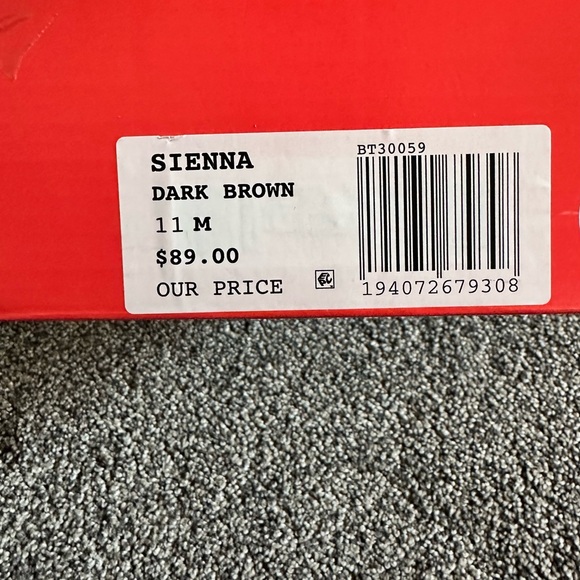 SIENNA
DARK BROWN
11 M
$89.00
OUR PRICE
BT30059
194072679308